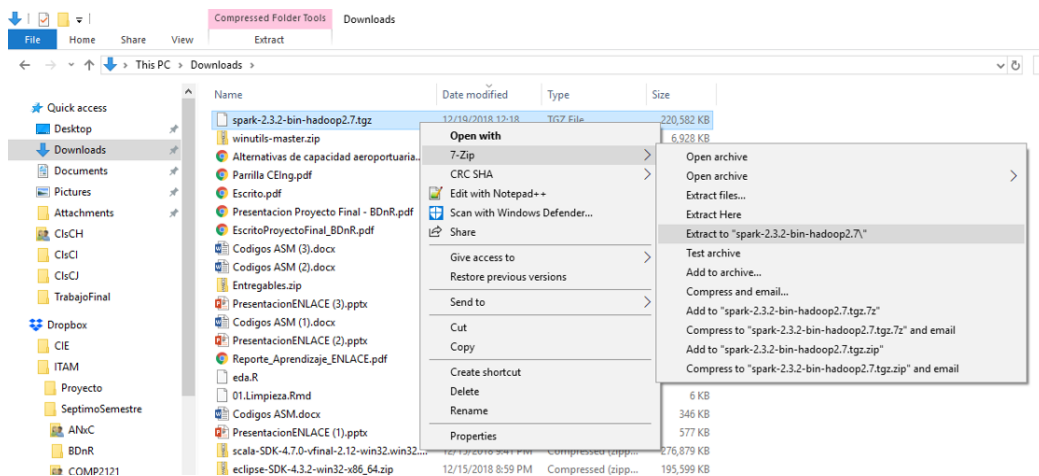 Compressed Folder Tools Downloads
File Home Share View Extract
This PC > Downloads >
Name Date modified Type Size
Quick access
Desktop
Downloads
Documents
Pictures
Attachments
ClsCH
ClsCI
ClsCJ
TrabajoFinal
Dropbox
CIE
ITAM
Proyecto
SeptimoSemestre
ANxC
BDnR
COMP2121
spark-2.3.2-bin-hadoop2.7.tgz 12/19/2018 12:18 TGZ File 220,582 KB
winutils-master.zip 6,928 KB
Alternativas de capacidad aeroportuaria...
Parrilla CEIng.pdf
Escrito.pdf
Presentacion Proyecto Final - BDnR.pdf
EscritoProyectoFinal_BDnR.pdf
Codigos ASM (3).docx
Codigos ASM (2).docx
Entregables.zip
PresentacionENLACE (3).pptx
Codigos ASM (1).docx
PresentacionENLACE (2).pptx
Reporte_Aprendizaje_ENLACE.pdf
eda.R
01.Limpieza.Rmd 6 KB
Codigos ASM.docx 346 KB
PresentacionENLACE (1).pptx 577 KB
scala-SDK-4.7.0-vfinal-2.12-win32.win32.... 12/15/2018 9:41 PM Compressed (zipp... 276,879 KB
eclipse-SDK-4.3.2-win32-x86_64.zip 12/15/2018 8:59 PM Compressed (zipp... 195,599 KB
Open with
7-Zip
CRC SHA
Edit with Notepad++
Scan with Windows Defender...
Share
Give access to
Restore previous versions
Send to
Cut
Copy
Create shortcut
Delete
Rename
Properties
Open archive
Open archive
Extract files...
Extract Here
Extract to "spark-2.3.2-bin-hadoop2.7\"
Test archive
Add to archive...
Compress and email...
Add to "spark-2.3.2-bin-hadoop2.7.tgz.7z"
Compress to "spark-2.3.2-bin-hadoop2.7.tgz.7z" and email
Add to "spark-2.3.2-bin-hadoop2.7.tgz.zip"
Compress to "spark-2.3.2-bin-hadoop2.7.tgz.zip" and email